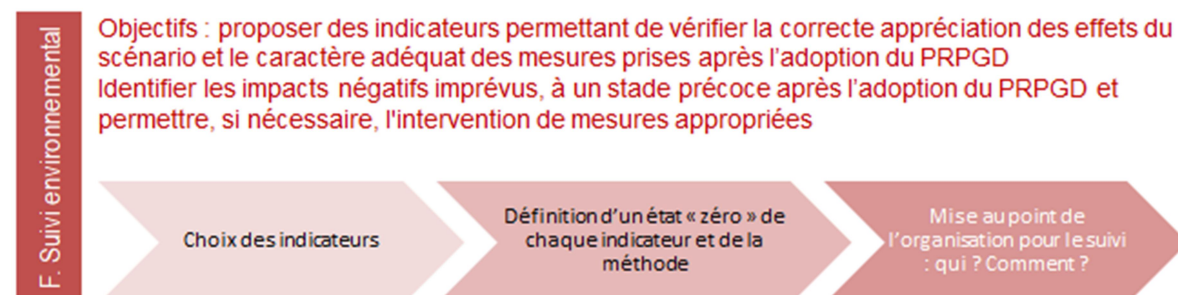 F. Suivi environnemental
Objectifs : proposer des indicateurs permettant de vérifier la correcte appréciation des effets du
scénario et le caractère adéquat des mesures prises après l'adoption du PRPGD
Identifier les impacts négatifs imprévus, à un stade précoce après l'adoption du PRPGD et
permettre, si nécessaire, l'intervention de mesures appropriées
Choix des indicateurs
Définition d'un état « zéro » de
chaque indicateur et de la
méthode
Mise au point de
l'organisation pour le suivi
: qui ? Comment ?